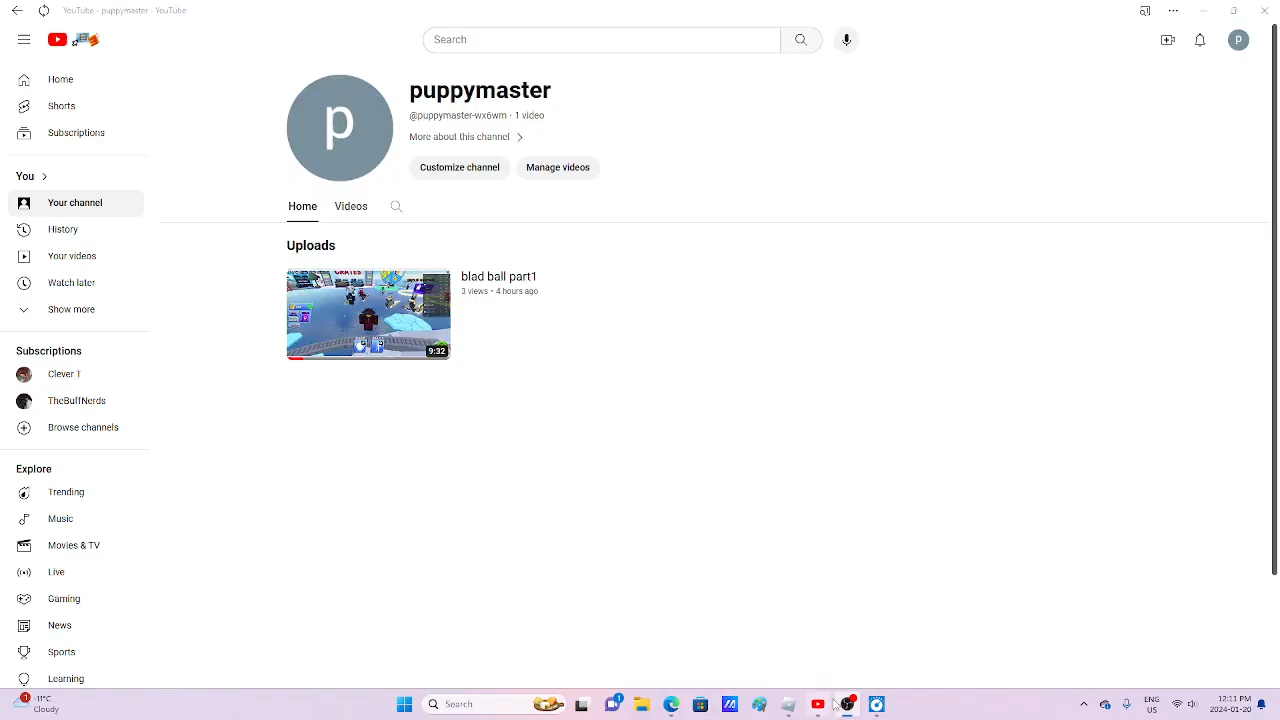 YouTube - puppymaster - YouTube
Search
p
p
puppymaster
@puppymaster-wx6wm · 1 video
More about this channel
Customize channel
Manage videos
Home
Videos
Home
Shorts
Subscriptions
You
Your channel
History
Your videos
Watch later
Show more
Subscriptions
Clever T
TheBuffNerds
Browse channels
Explore
Trending
Music
Movies & TV
Live
Gaming
News
Sports
Learning
Uploads
CRATES
9:32
blad ball part1
3 views • 4 hours ago
1
-11°C
Cloudy
Search
1
ENG
US
12:11 PM
2024-01-20